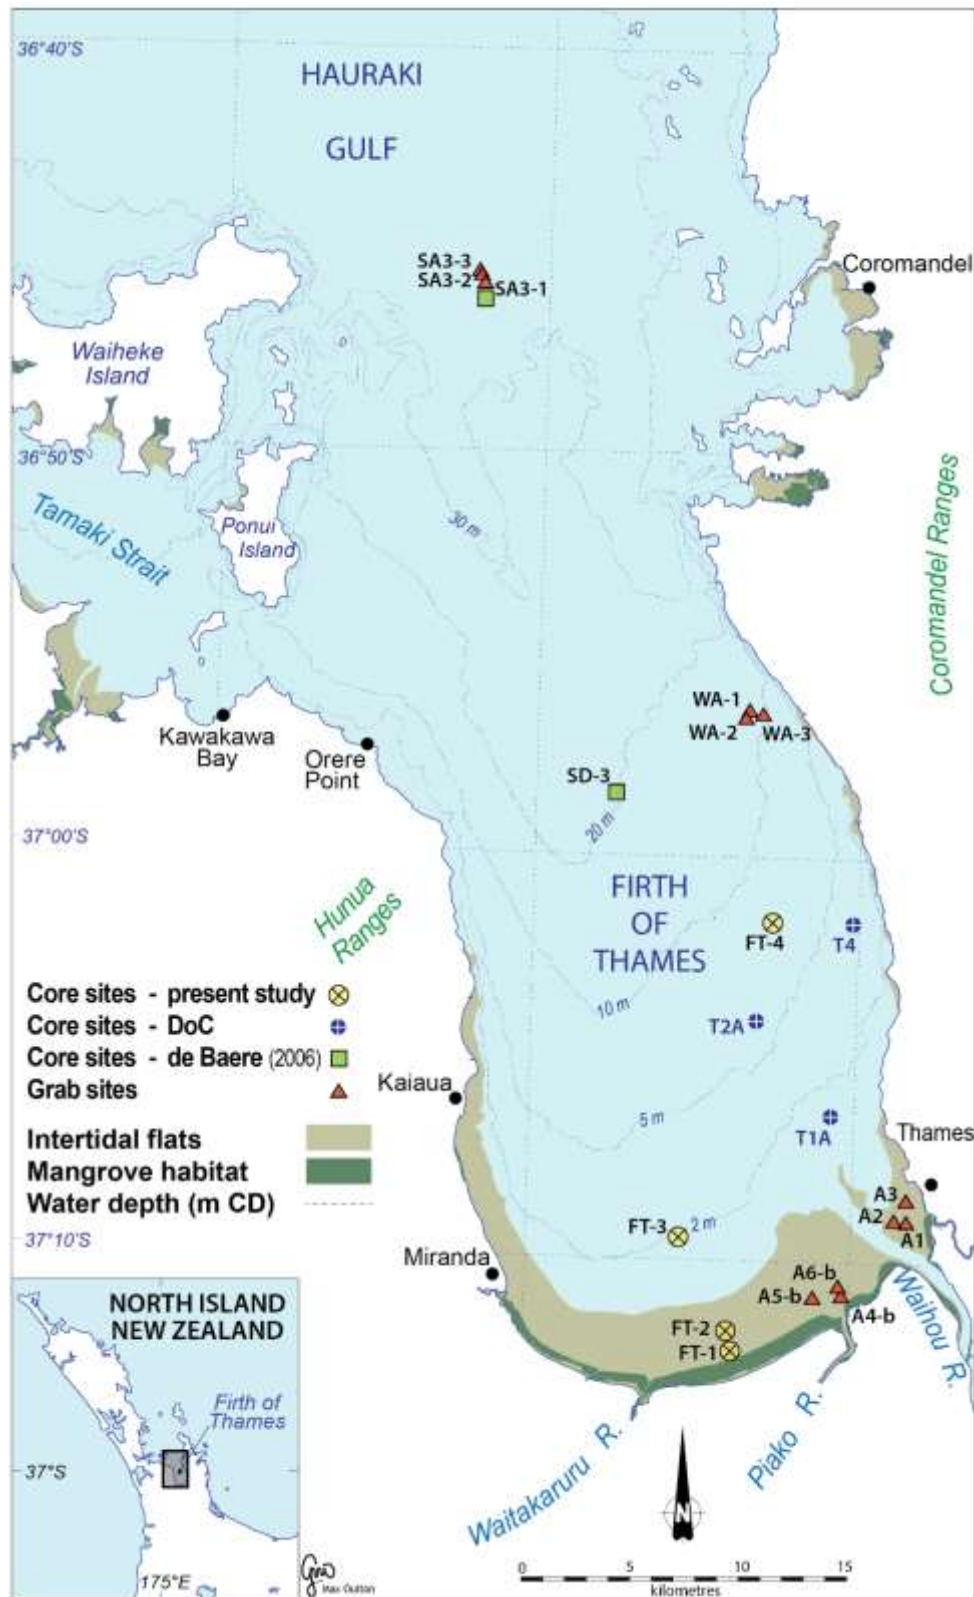 36°40'S
HAURAKI
GULF
SA3-3
SA3-2
SA3-1
Coromandel
Waiheke
Island
36°50'S
Tamaki Strait
Ponui
Island
30 m
Coromandel Ranges
WA-1
WA-2
WA-3
Kawakawa
Bay
Orere
Point
SD-3
20 m
37°00'S
Hunua
Ranges
FIRTH
OF
THAMES
FT-4
T4
10 m
T2A
Core sites - present study
Core sites - DoC
Core sites - de Baere (2006)
Grab sites
Kaiaua
5 m
T1A
Thames
Intertidal flats
Mangrove habitat
Water depth (m CD)
A3
A2
A1
FT-3
2 m
37°10'S
Miranda
A6-b
A5-b
A4-b
Waihou R.
FT-2
FT-1
NORTH ISLAND
NEW ZEALAND
Firth of
Thames
37°S
175°E
Waitakaruru R.
Piako R.
N
Max Oulton
0 5 10 15
kilometres